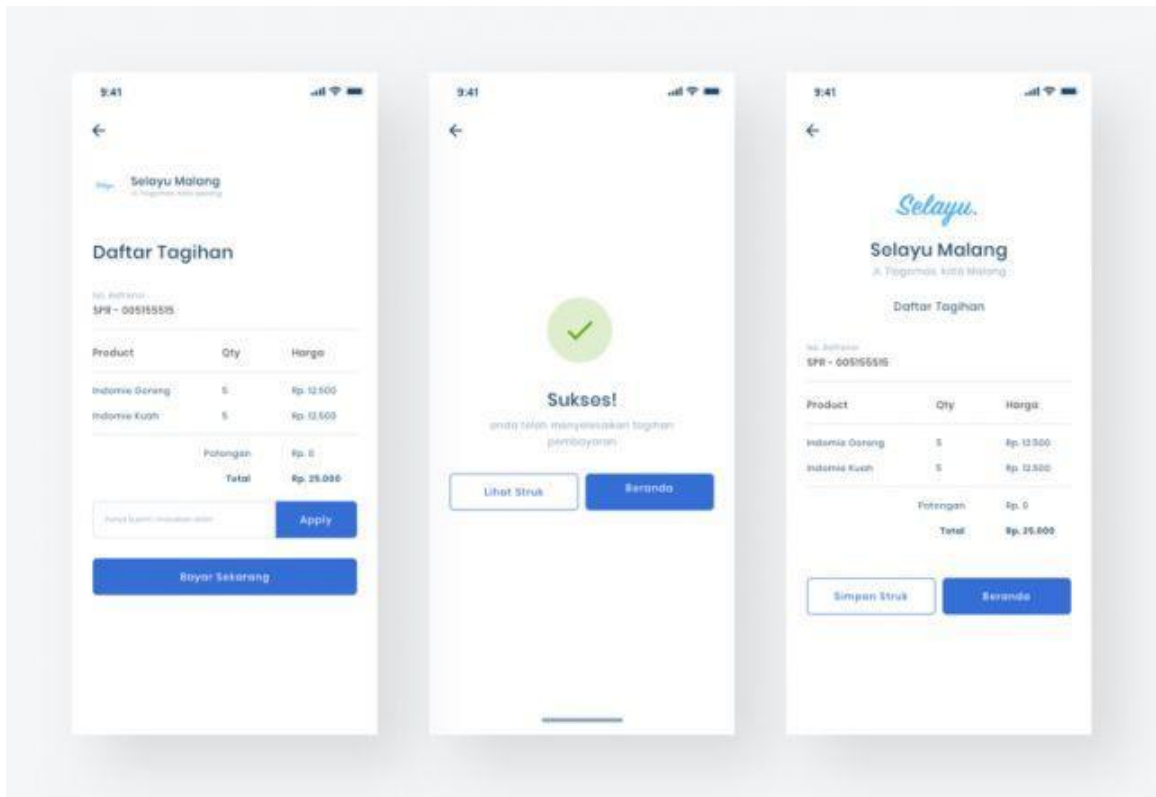 9:41
Selayu Malang
Daftar Tagihan
SPR - 005155515
Product Qty Harga
Indomie Goreng 5 Rp. 12.500
Indomie Kuah 5 Rp. 12.500
Potongan Rp. 0
Total Rp. 25.000
Apply
Bayar Sekarang
9:41
Sukses!
anda telah menyelesaikan tagihan
pembayaran
Lihat Struk Beranda
9:41
Selayu.
Selayu Malang
Jl. Tlogomas, kota Malang
Daftar Tagihan
SPR - 005155515
Product Qty Harga
Indomie Goreng 5 Rp. 12.500
Indomie Kuah 5 Rp. 12.500
Potongan Rp. 0
Total Rp. 25.000
Simpan Struk Beranda